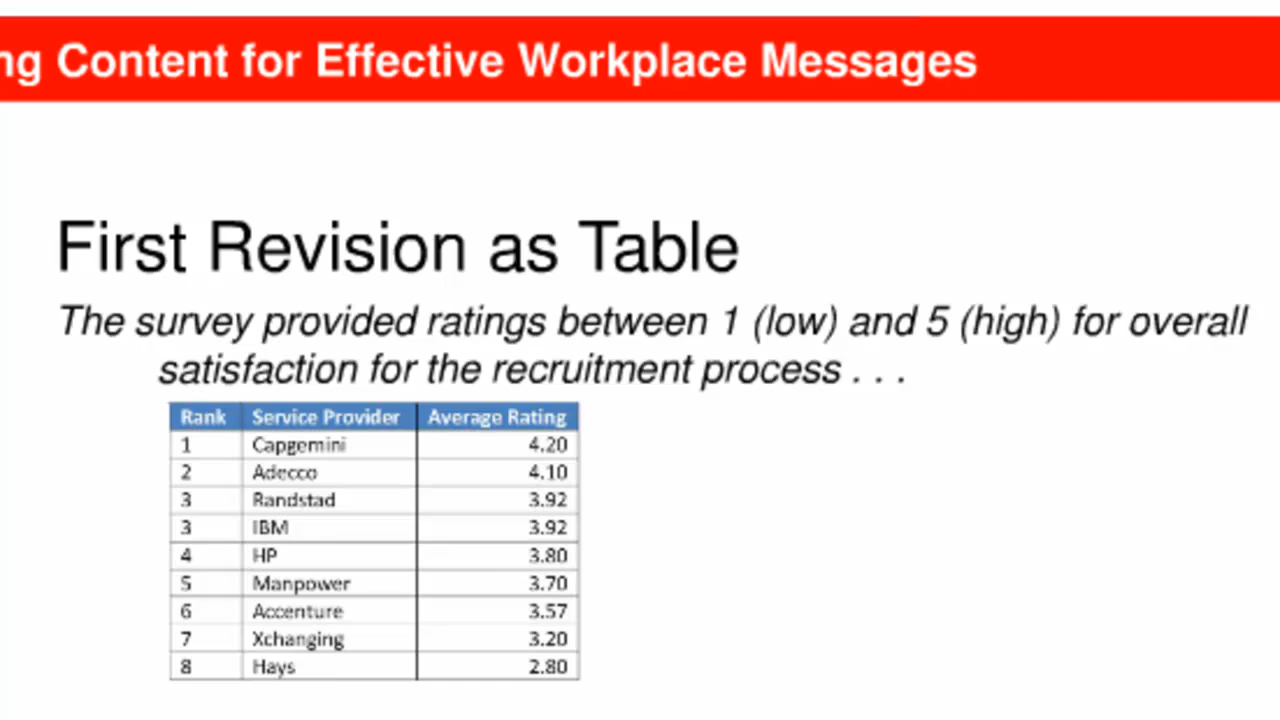 ng Content for Effective Workplace Messages
First Revision as Table
The survey provided ratings between 1 (low) and 5 (high) for overall
satisfaction for the recruitment process . . .
Rank Service Provider Average Rating
1 Capgemini 4.20
2 Adecco 4.10
3 Randstad 3.92
3 IBM 3.92
4 HP 3.80
5 Manpower 3.70
6 Accenture 3.57
7 Xchanging 3.20
8 Hays 2.80